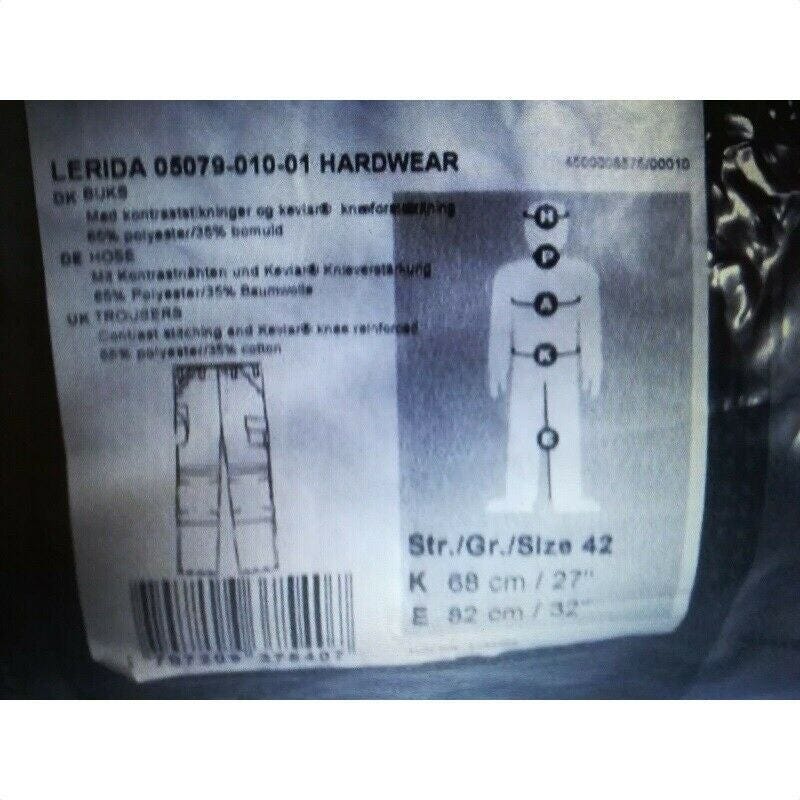 LERIDA 05079-010-01 HARDWEAR
DK BUKS
Med kontraststikninger og kevlar® knæforstærkning
65% polyester/35% bomuld
DE HOSE
Mit Kontrastnähten und Kevlar® Knieverstärkung
65% Polyester/35% Baumwolle
UK TROUSERS
Contrast stitching and Kevlar® knee reinforced
65% polyester/35% cotton
H
P
A
K
Str./Gr./Size 42
K 68 cm / 27"
E 82 cm / 32"